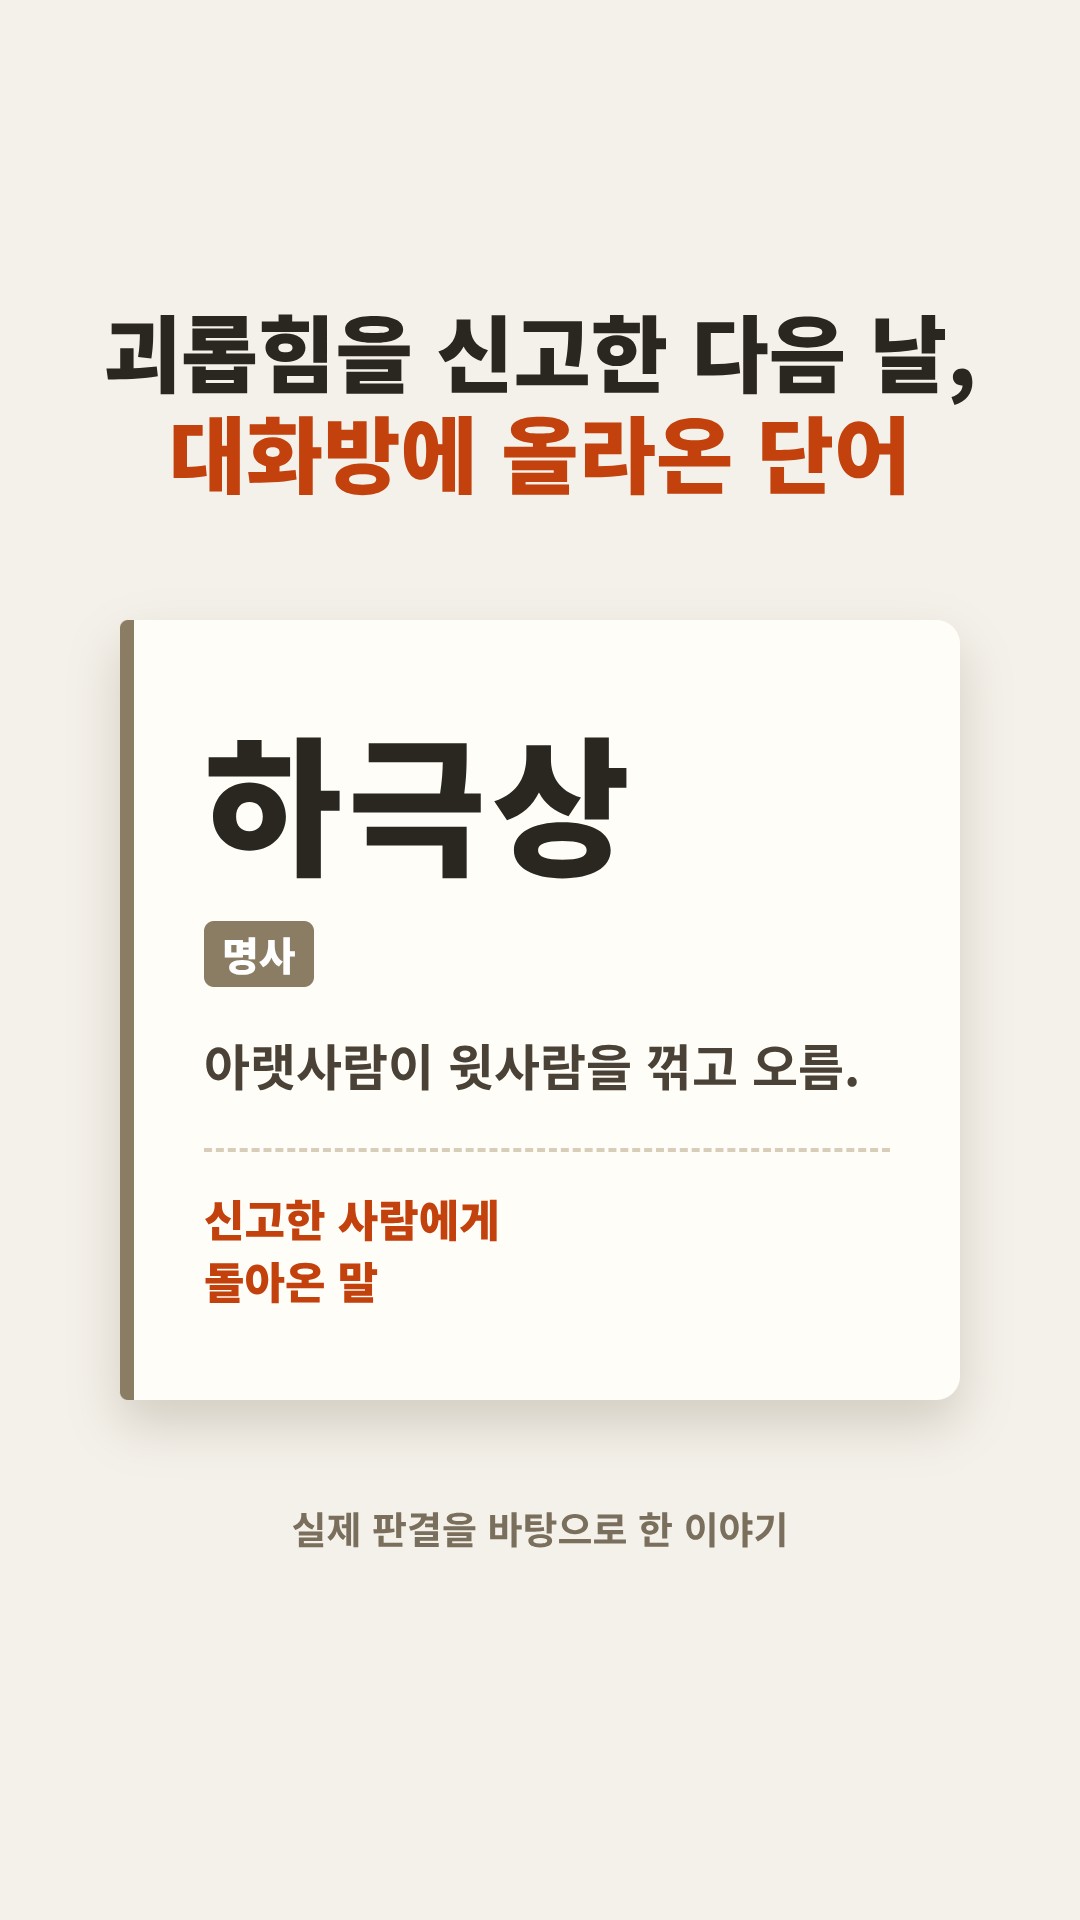 괴롭힘을 신고한 다음 날,
대화방에 올라온 단어
하극상
명사
아랫사람이 윗사람을 꺾고 오름.
신고한 사람에게
돌아온 말
실제 판결을 바탕으로 한 이야기